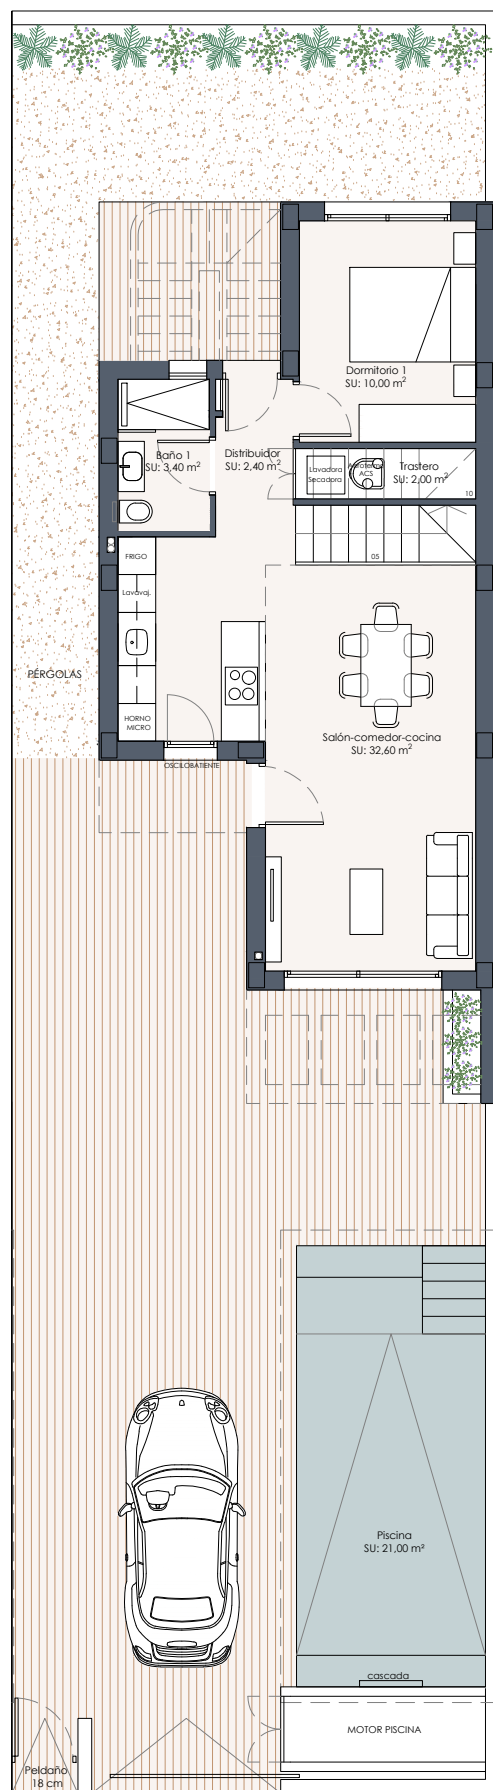 Dormitorio 1
SU: 10,00 m²
Baño 1
SU: 3,40 m²
Distribuidor
SU: 2,40 m²
Lavadora
Secadora
Aerotermo
ACS
Trastero
SU: 2,00 m²
10
FRIGO
05
Lavavaj.
PÉRGOLAS
HORNO
MICRO
Salón-comedor-cocina
SU: 32,60 m²
OSCILOBATIENTE
Piscina
SU: 21,00 m²
cascada
MOTOR PISCINA
Peldaño
18 cm